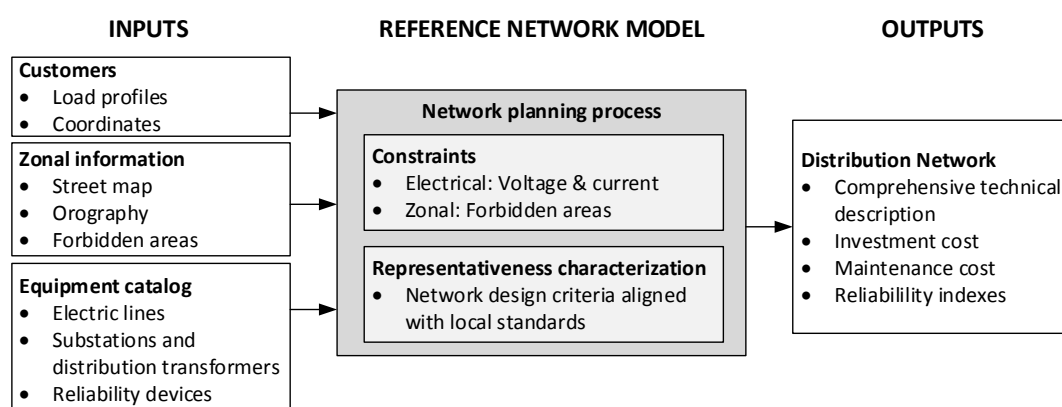 INPUTS
REFERENCE NETWORK MODEL
OUTPUTS
Customers
• Load profiles
• Coordinates
Zonal information
• Street map
• Orography
• Forbidden areas
Equipment catalog
• Electric lines
• Substations and
distribution transformers
• Reliability devices
Network planning process
Constraints
• Electrical: Voltage & current
• Zonal: Forbidden areas
Representativeness characterization
• Network design criteria aligned
with local standards
Distribution Network
• Comprehensive technical
description
• Investment cost
• Maintenance cost
• Reliabilility indexes